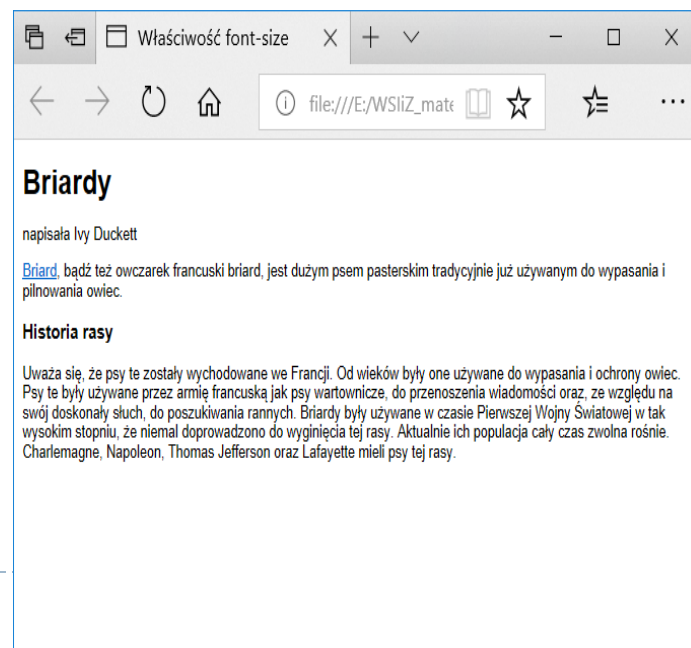 Właściwość font-size
file:///E:/WSIiZ_mate
Briardy
napisała Ivy Duckett
Briard, bądź też owczarek francuski briard, jest dużym psem pasterskim tradycyjnie już używanym do wypasania i
pilnowania owiec.
Historia rasy
Uważa się, że psy te zostały wychodowane we Francji. Od wieków były one używane do wypasania i ochrony owiec.
Psy te były używane przez armię francuską jak psy wartownicze, do przenoszenia wiadomości oraz, ze względu na
swój doskonały słuch, do poszukiwania rannych. Briardy były używane w czasie Pierwszej Wojny Światowej w tak
wysokim stopniu, że niemal doprowadzono do wyginięcia tej rasy. Aktualnie ich populacja cały czas zwolna rośnie.
Charlemagne, Napoleon, Thomas Jefferson oraz Lafayette mieli psy tej rasy.